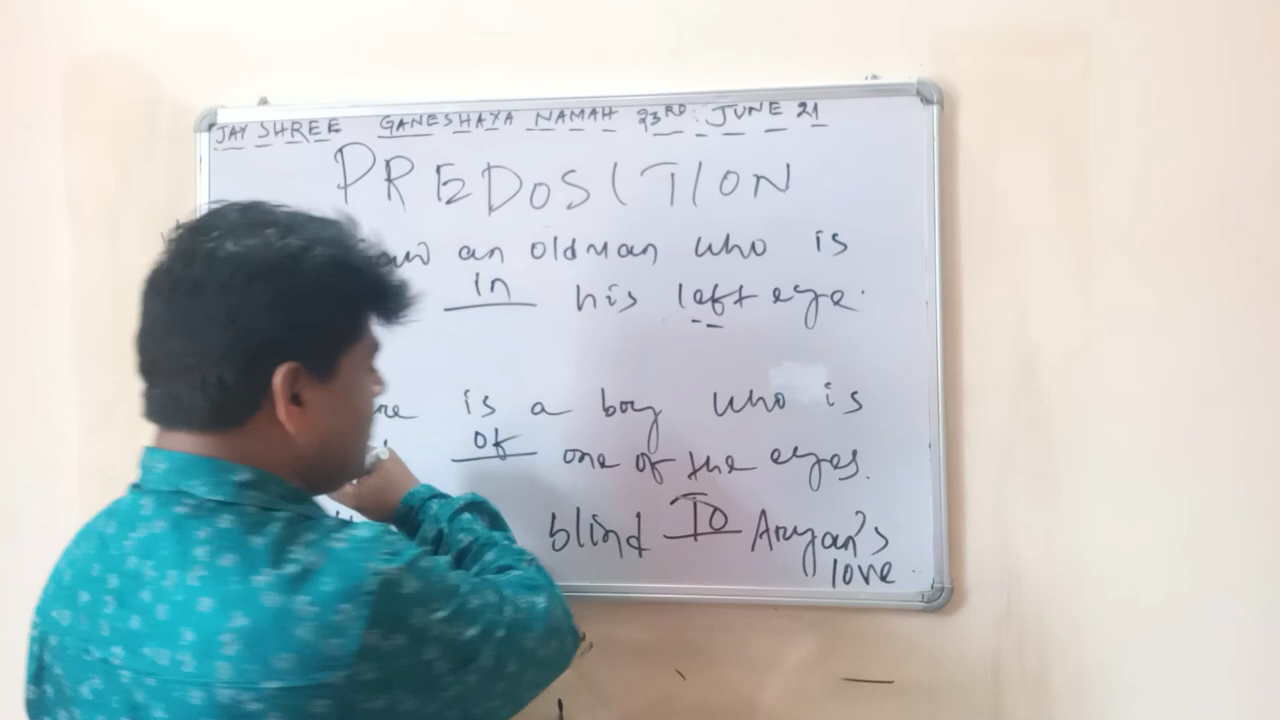 JAY SHREE GANESHAYA NAMAH 23RD JUNE 21
PREPOSITION
an oldman who is
in his left eye.
is a boy who is
of one of the eyes.
blind To Aryan's
love